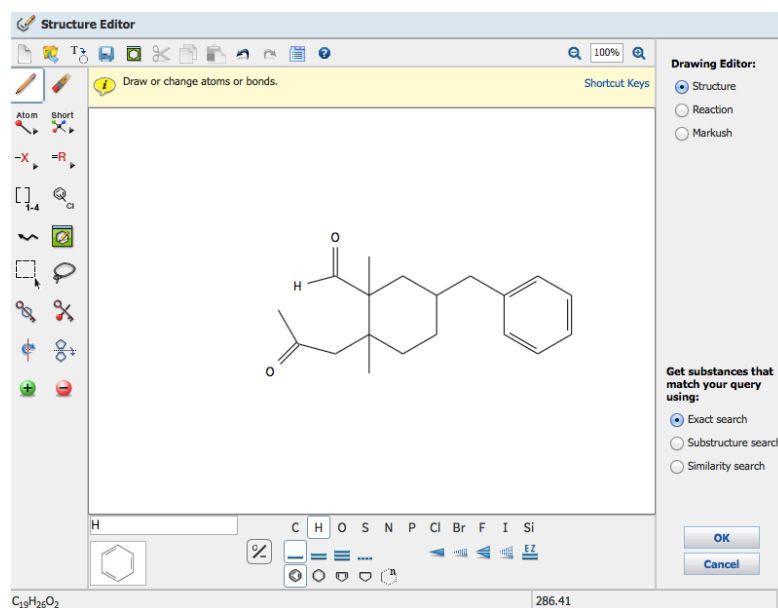 Structure Editor
T
100%
Draw or change atoms or bonds.
Shortcut Keys
Drawing Editor:
Structure
Reaction
Markush
Atom
Short
-X
=R
[ ] 1-4
Cl
O
H
O
Get substances that
match your query
using:
Exact search
Substructure search
Similarity search
H
C H O S N P Cl Br F I Si
EZ
n
OK
Cancel
C₁₉H₂₆O₂
286.41